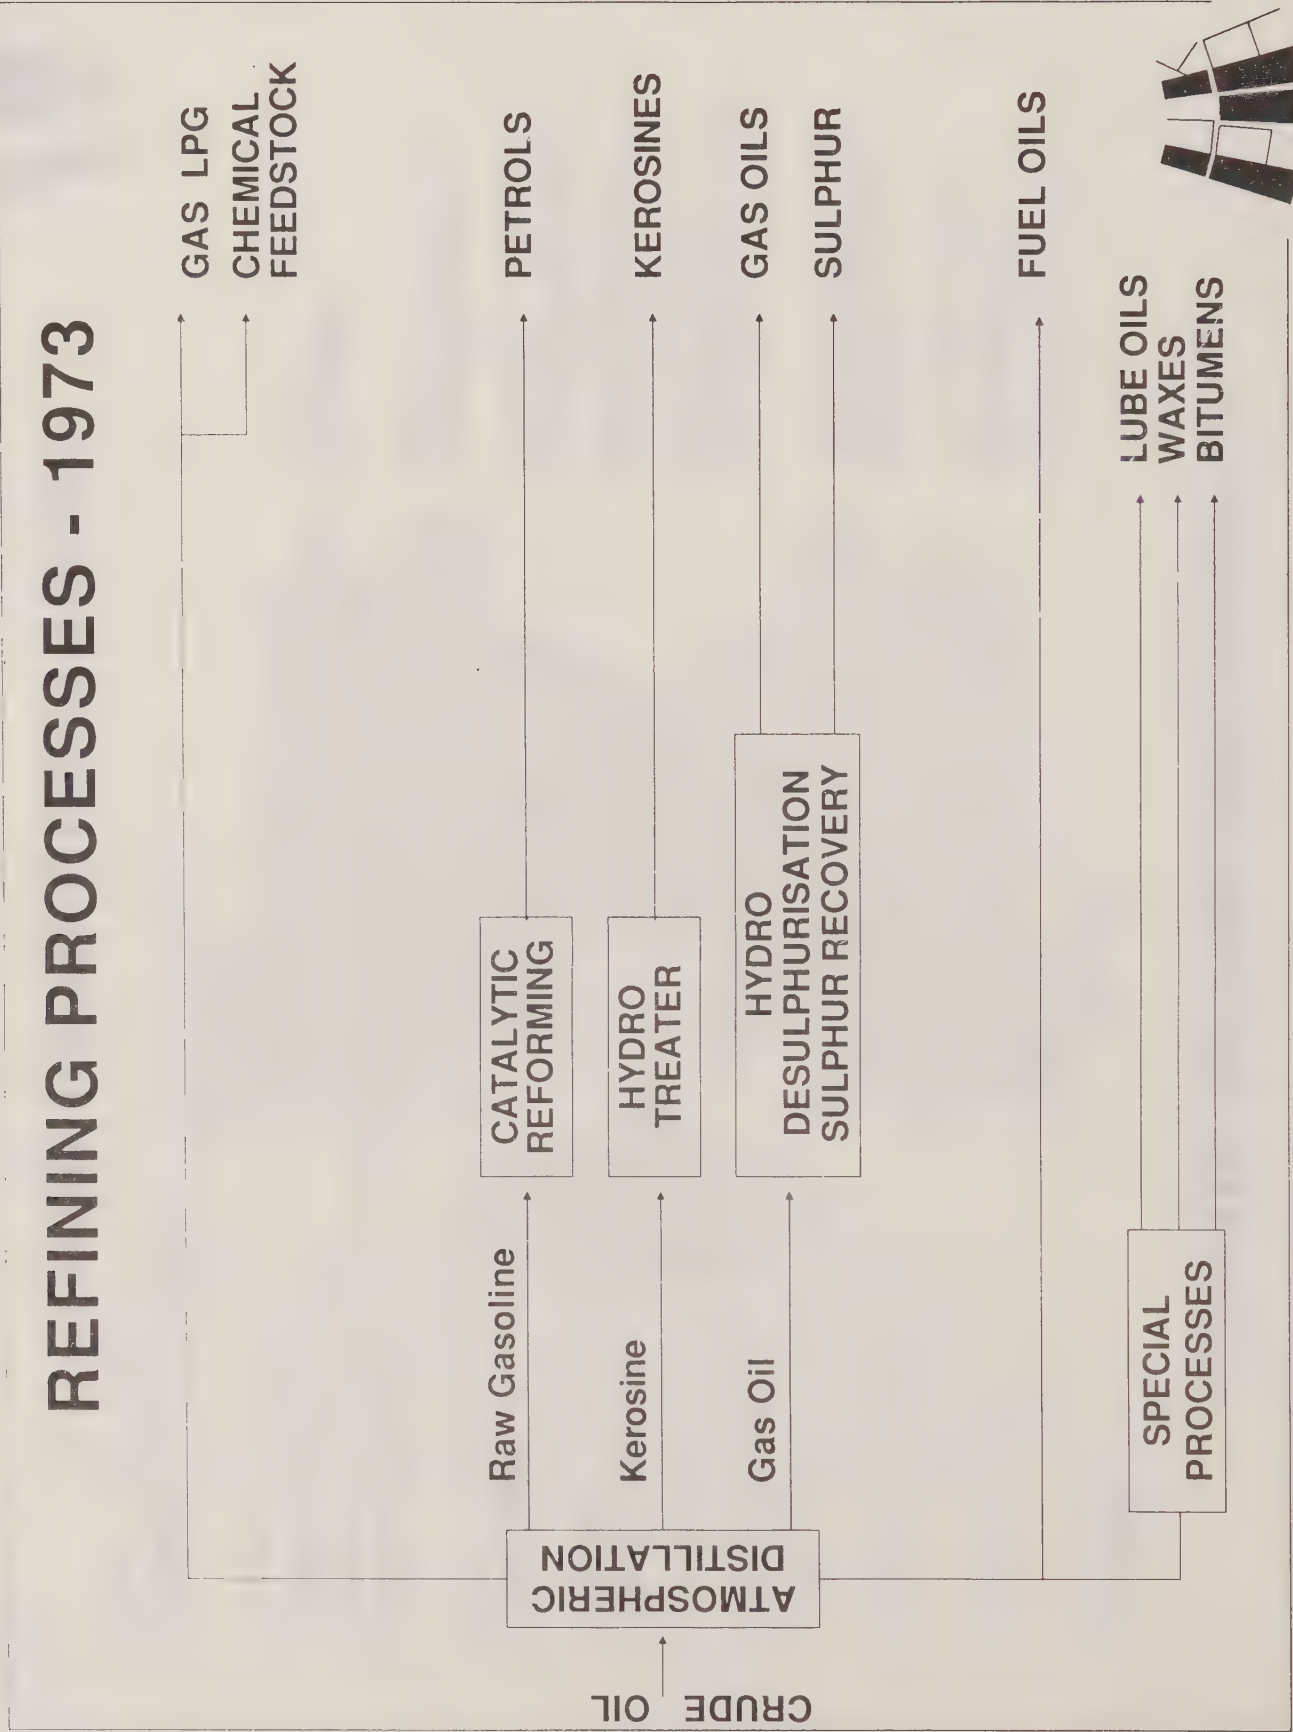 REFINING PROCESSES - 1973
GAS LPG
CHEMICAL
FEEDSTOCK
CRUDE OIL
ATMOSPHERIC
DISTILLATION
Raw Gasoline
CATALYTIC
REFORMING
PETROLS
Kerosine
HYDRO
TREATER
KEROSINES
Gas Oil
HYDRO
DESULPHURISATION
SULPHUR RECOVERY
GAS OILS
SULPHUR
FUEL OILS
SPECIAL
PROCESSES
LUBE OILS
WAXES
BITUMENS